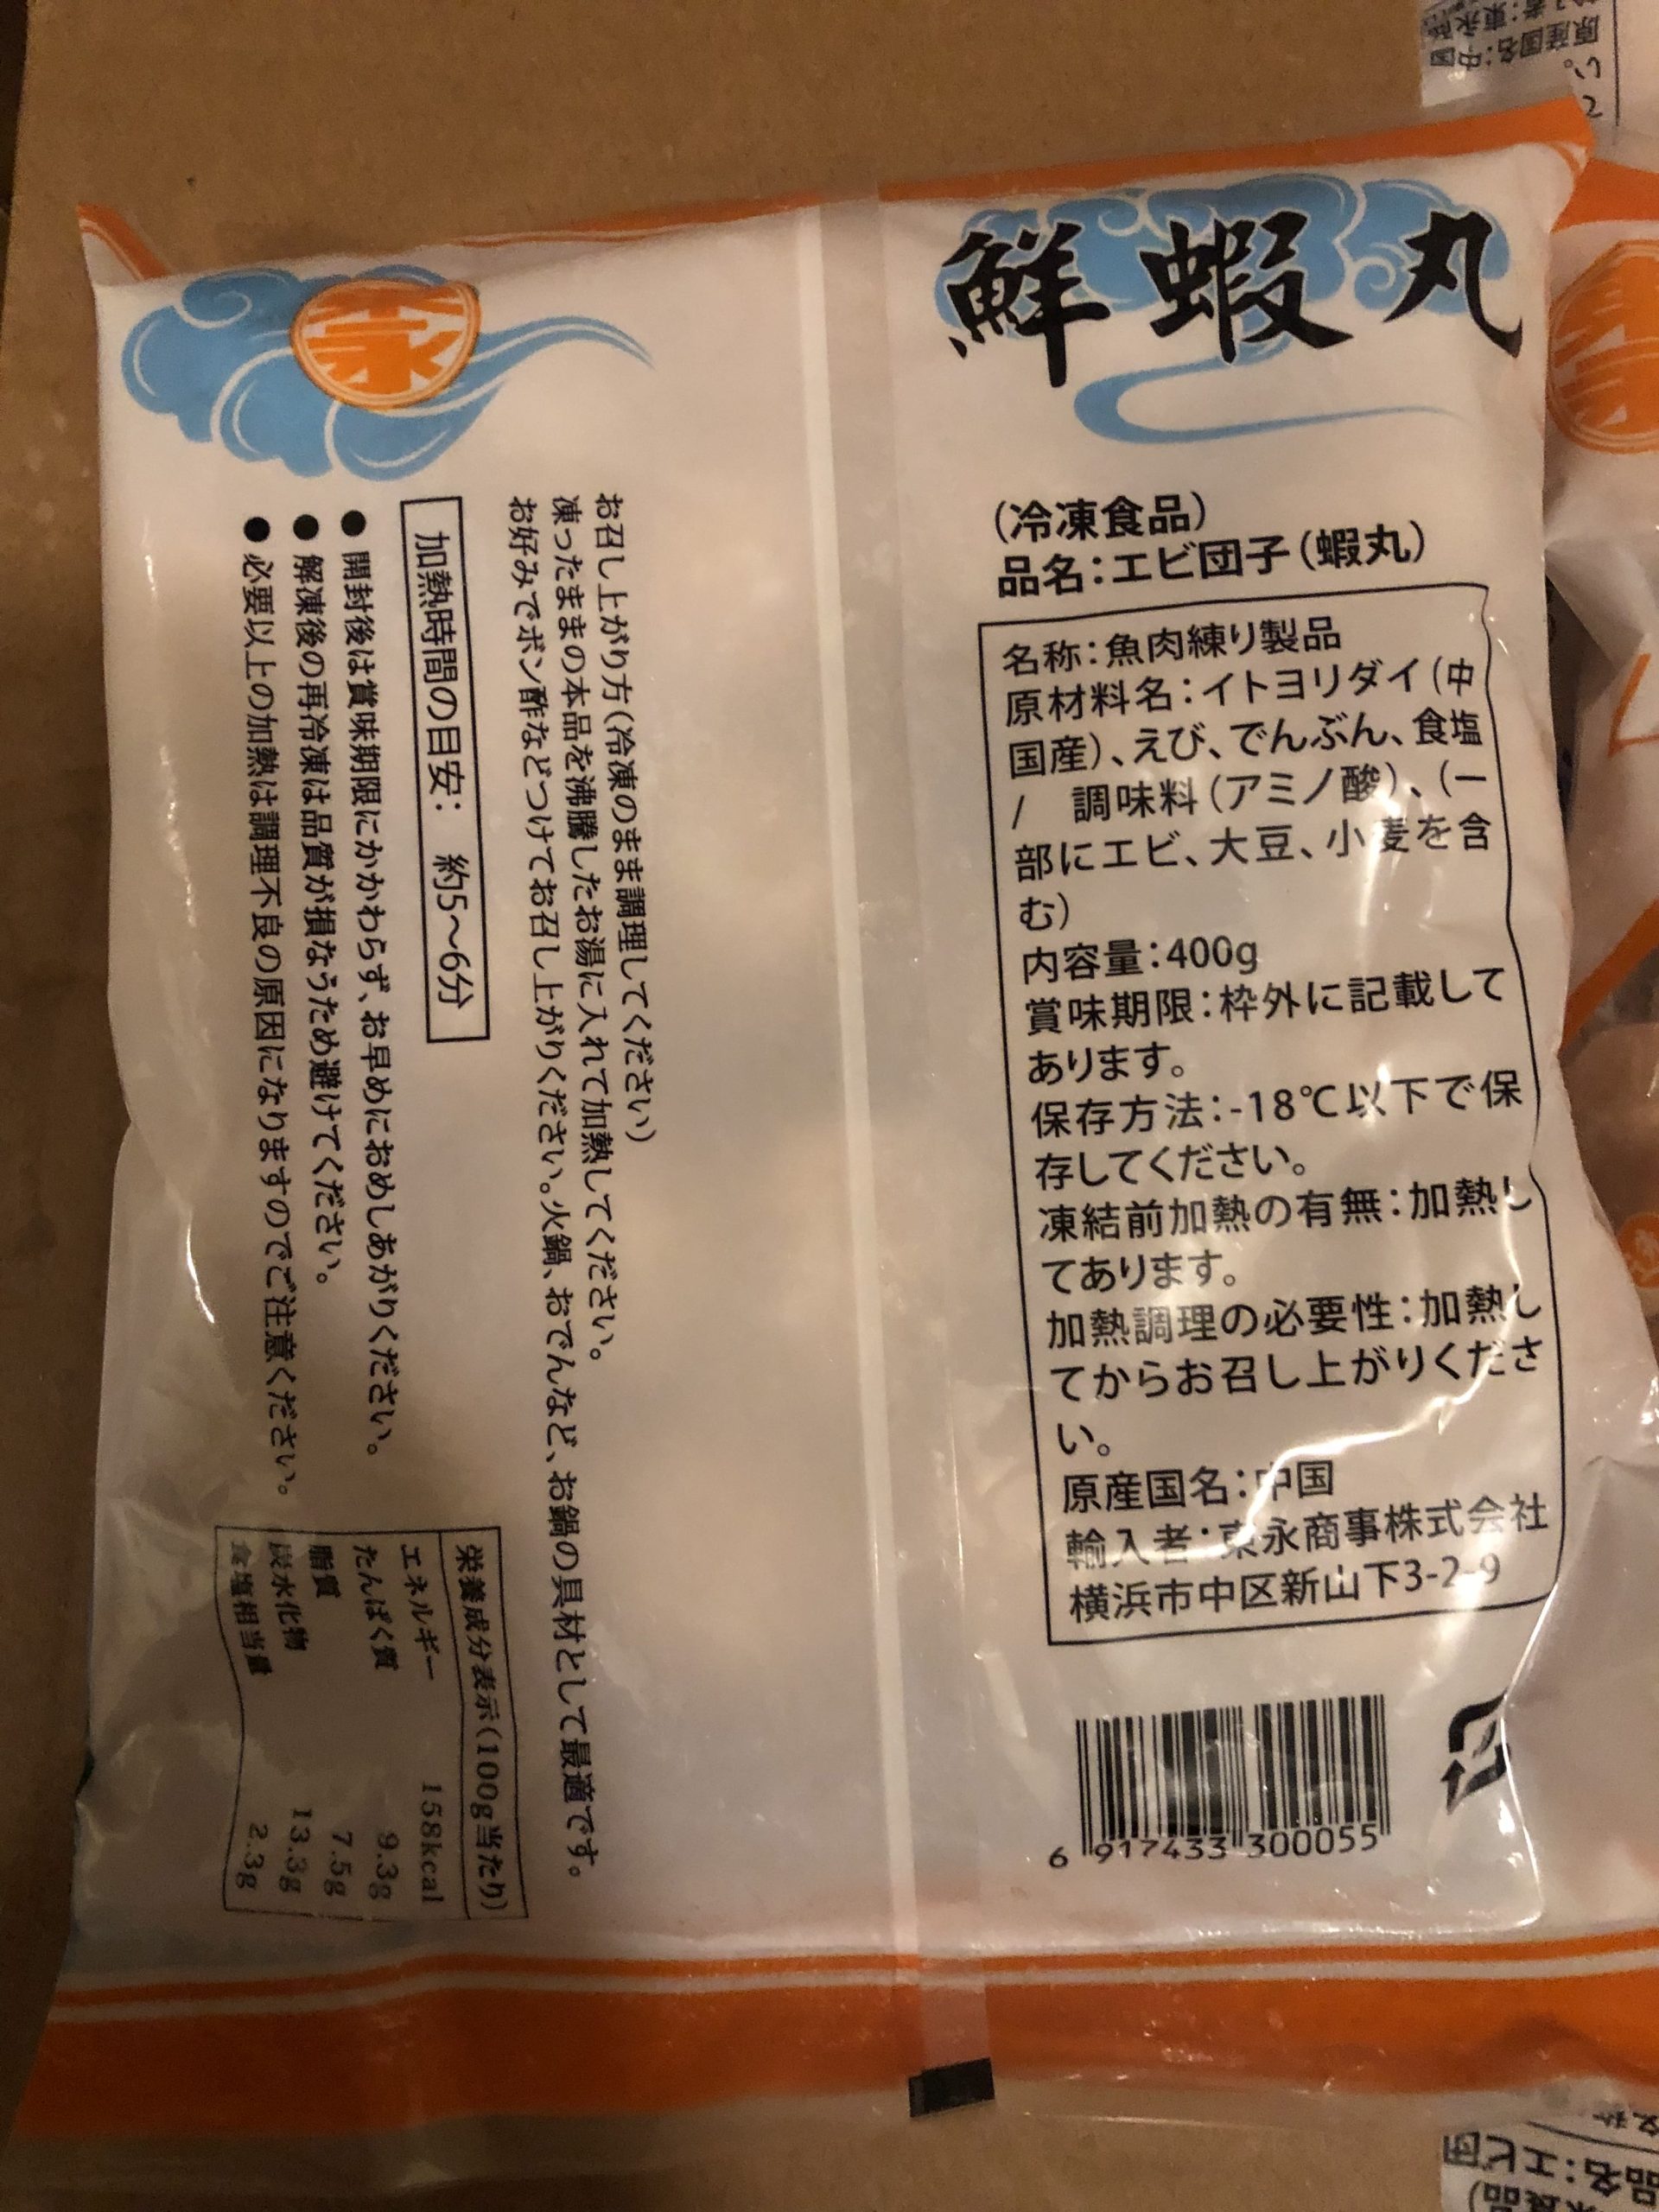 鮮蝦丸
(冷凍食品)
品名：エビ団子(蝦丸)
名称：魚肉練り製品
原材料名：イトヨリダイ(中
国産)、えび、でんぷん、食塩
/ 調味料(アミノ酸)、(一
部にエビ、大豆、小麦を含
む)
内容量：400g
賞味期限：枠外に記載して
あります。
保存方法：-18℃以下で保
存してください。
凍結前加熱の有無：加熱し
てあります。
加熱調理の必要性：加熱し
てからお召し上がりくださ
い。
原産国名：中国
輸入者：東永商事株式会社
横浜市中区新山下3-2-9
6 917433 300055
お召し上がり方(冷凍のまま調理してください)
凍ったままの本品を沸騰したお湯に入れて加熱してください。
お好みでポン酢などつけてお召し上がりください。火鍋、おでんなど、お鍋の具材として最適です。
加熱時間の目安： 約5～6分
●開封後は賞味期限にかかわらず、お早めにおめしあがりください。
●解凍後の再冷凍は品質が損なうため避けてください。
●必要以上の加熱は調理不良の原因になりますのでご注意ください。
栄養成分表示(100g当たり)
エネルギー 158kcal
たんぱく質 9.3g
脂質 7.5g
炭水化物 13.3g
食塩相当量 2.3g
い。
原産国名：中国
品名：エビ団